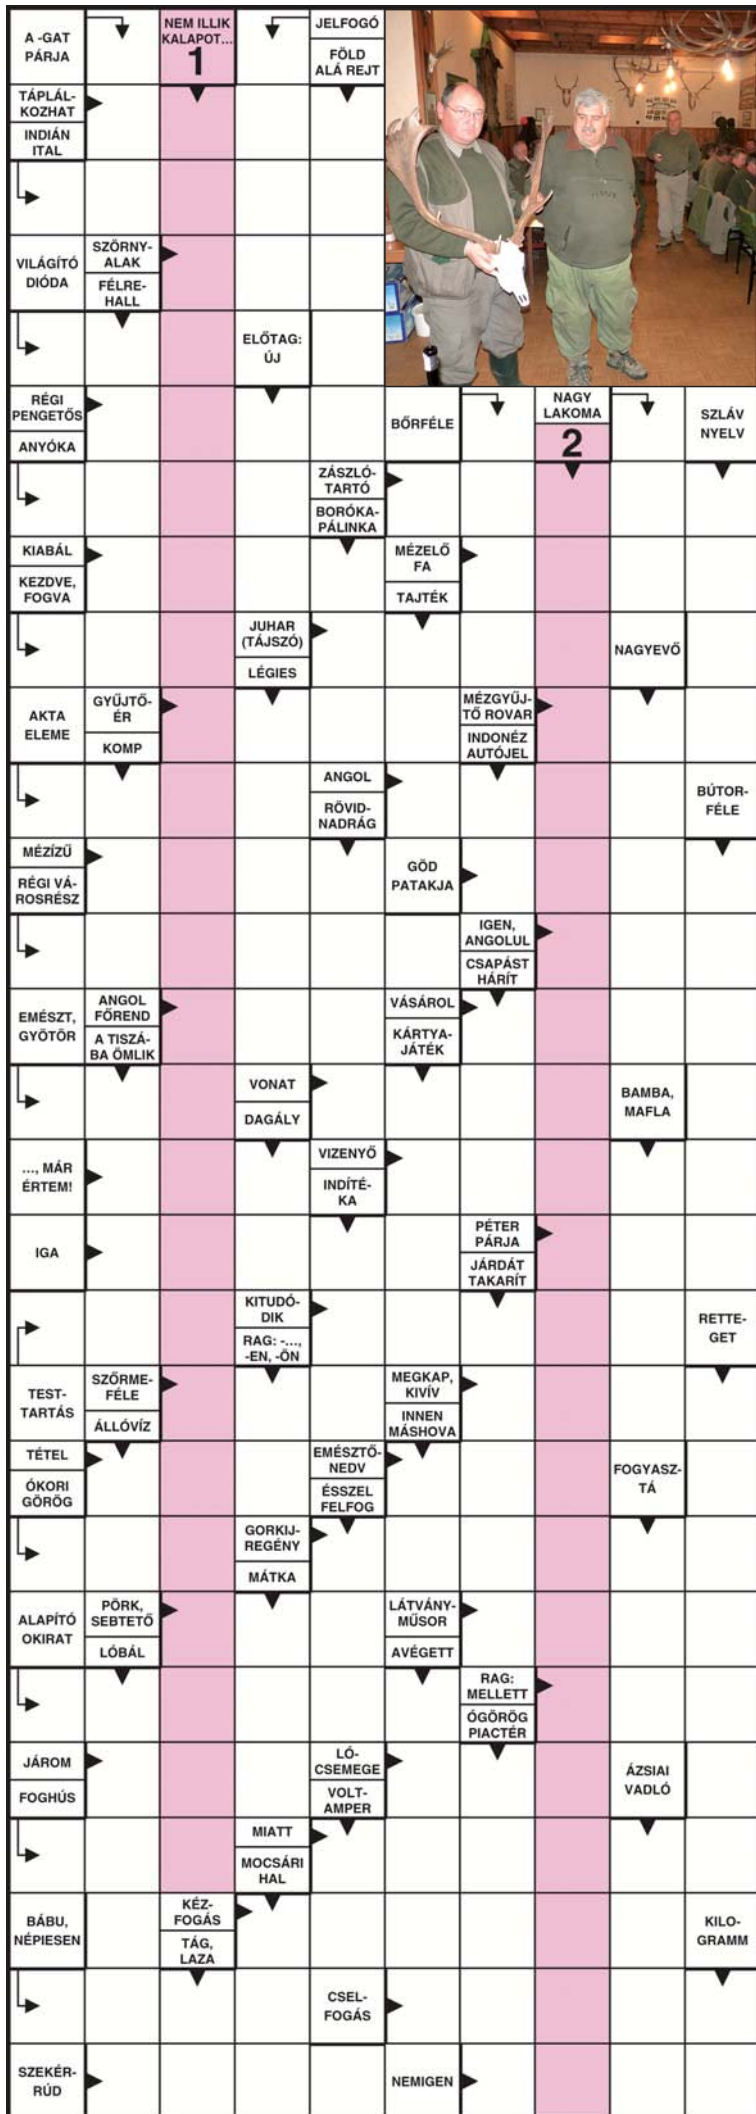 A -GAT
PÁRJA
NEM ILLIK
KALAPOT...
1
JELFOGÓ
FÖLD
ALÁ REJT
TÁPLÁL-
KOZHAT
INDIÁN
ITAL
VILÁGÍTÓ
DIÓDA
SZÖRNY-
ALAK
FÉLRE-
HALL
ELŐTAG:
ÚJ
RÉGI
PENGETŐS
ANYÓKA
BŐRFÉLE
NAGY
LAKOMA
2
SZLÁV
NYELV
ZÁSZLÓ-
TARTÓ
BORÓKA-
PÁLINKA
KIABÁL
KEZDVE,
FOGVA
MÉZELŐ
FA
TAJTÉK
JUHAR
(TÁJSZÓ)
LÉGIES
NAGYEVŐ
AKTA
ELEME
GYŰJTŐ-
ÉR
KOMP
MÉZGYŰJ-
TŐ ROVAR
INDONÉZ
AUTÓJEL
ANGOL
RÖVID-
NADRÁG
BÚTOR-
FÉLE
MÉZÍZŰ
RÉGI VÁ-
ROSRÉSZ
GÖD
PATAKJA
IGEN,
ANGOLUL
CSAPÁST
HÁRÍT
EMÉSZT,
GYÖTÖR
ANGOL
FŐREND
A TISZÁ-
BA ÖMLIK
VÁSÁROL
KÁRTYA-
JÁTÉK
VONAT
DAGÁLY
BAMBA,
MAFLA
..., MÁR
ÉRTEM!
VIZENYŐ
INDÍTÉ-
KA
IGA
PÉTER
PÁRJA
JÁRDÁT
TAKARÍT
KITUDÓ-
DIK
RAG: -...,
-EN, -ÖN
RETTE-
GET
TEST-
TARTÁS
SZŐRME-
FÉLE
ÁLLÓVÍZ
MEGKAP,
KIVÍV
INNEN
MÁSHOVA
TÉTEL
ÓKORI
GÖRÖG
EMÉSZTŐ-
NEDV
ÉSSZEL
FELFOG
FOGYASZ-
TÁ
GORKIJ-
REGÉNY
MÁTKA
ALAPÍTÓ
OKIRAT
PÖRK,
SEBTETŐ
LÓBÁL
LÁTVÁNY-
MŰSOR
AVÉGETT
RAG:
MELLETT
ÓGÖRÖG
PIACTÉR
JÁROM
FOGHÚS
LÓ-
CSEMEGE
VOLT-
AMPER
ÁZSIAI
VADLÓ
MIATT
MOCSÁRI
HAL
BÁBU,
NÉPIESEN
KÉZ-
FOGÁS
TÁG,
LAZA
KILO-
GRAMM
CSEL-
FOGÁS
SZEKÉR-
RÚD
NEMIGEN